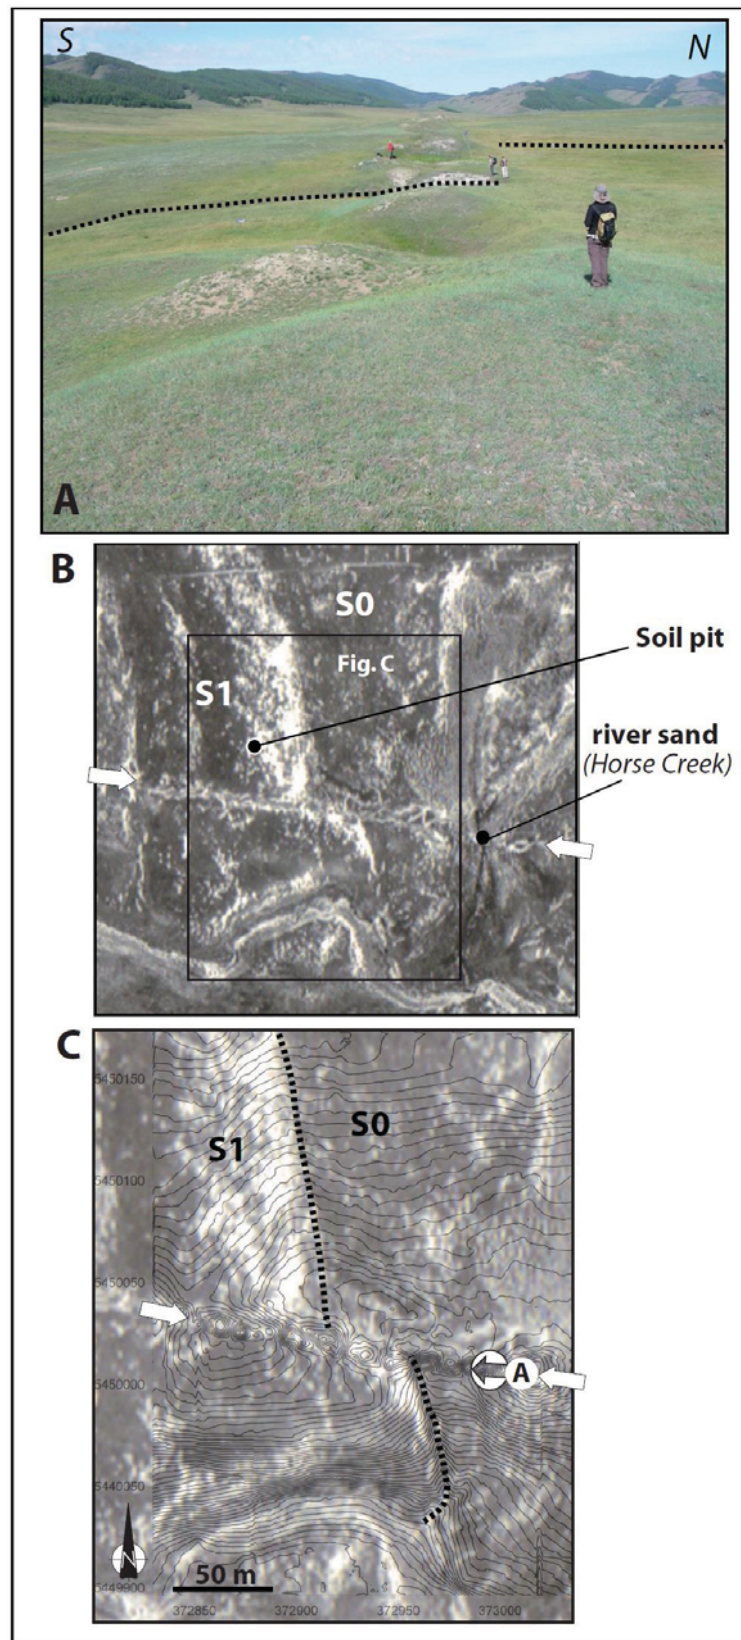 S
N
A
B
S0
Fig. C
S1
Soil pit
river sand
(Horse Creek)
C
5450150
S1
S0
5450100
5450050
5450000
A
5440050
N
5449900
50 m
372850
372900
372950
373000